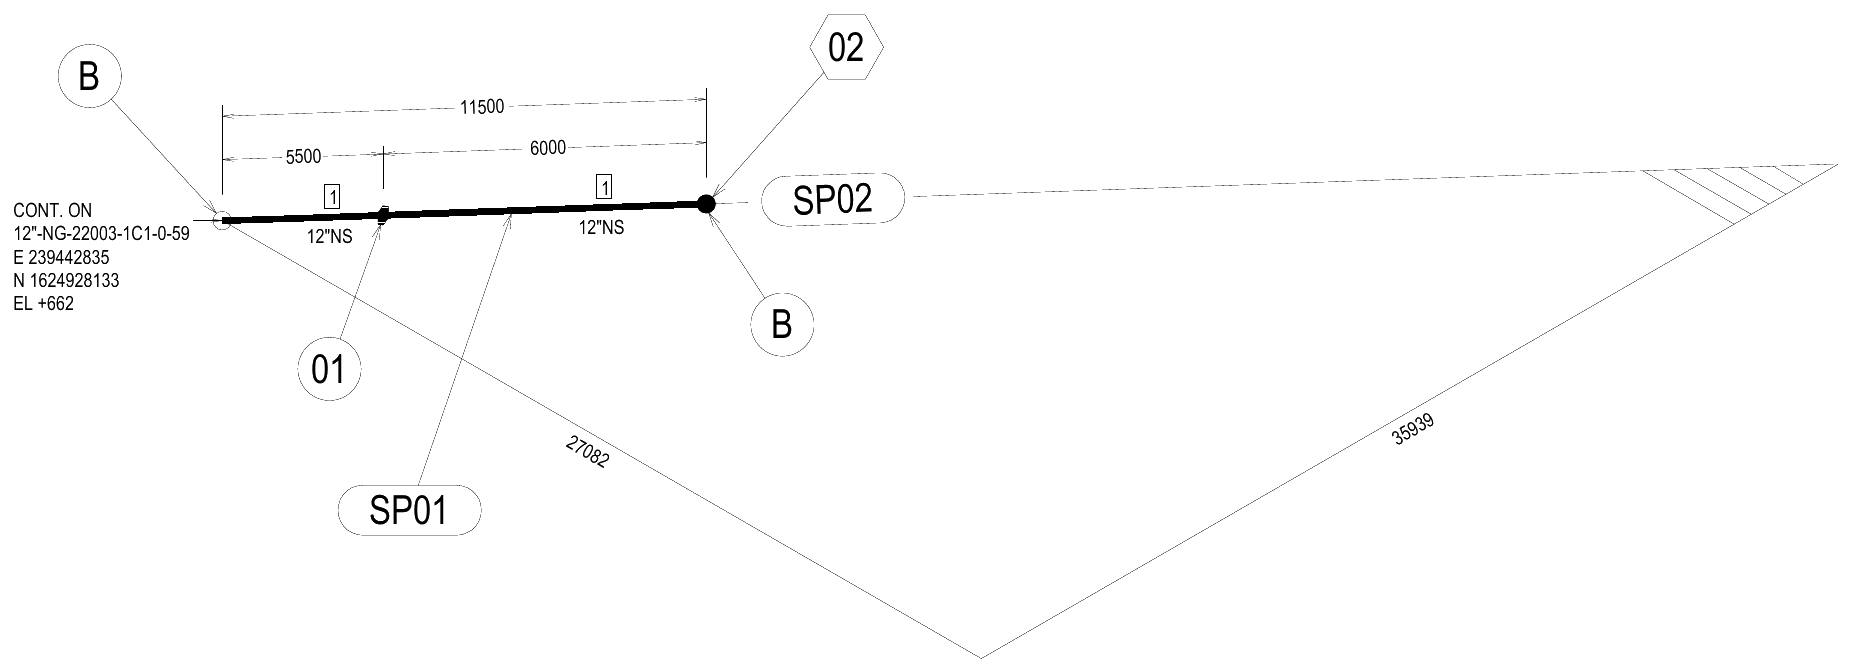 02
B
11500
6000
5500
1
1
SP02
CONT. ON
12"-NG-22003-1C1-0-59
E 239442835
N 1624928133
EL +662
12"NS
12"NS
B
01
35939
27082
SP01